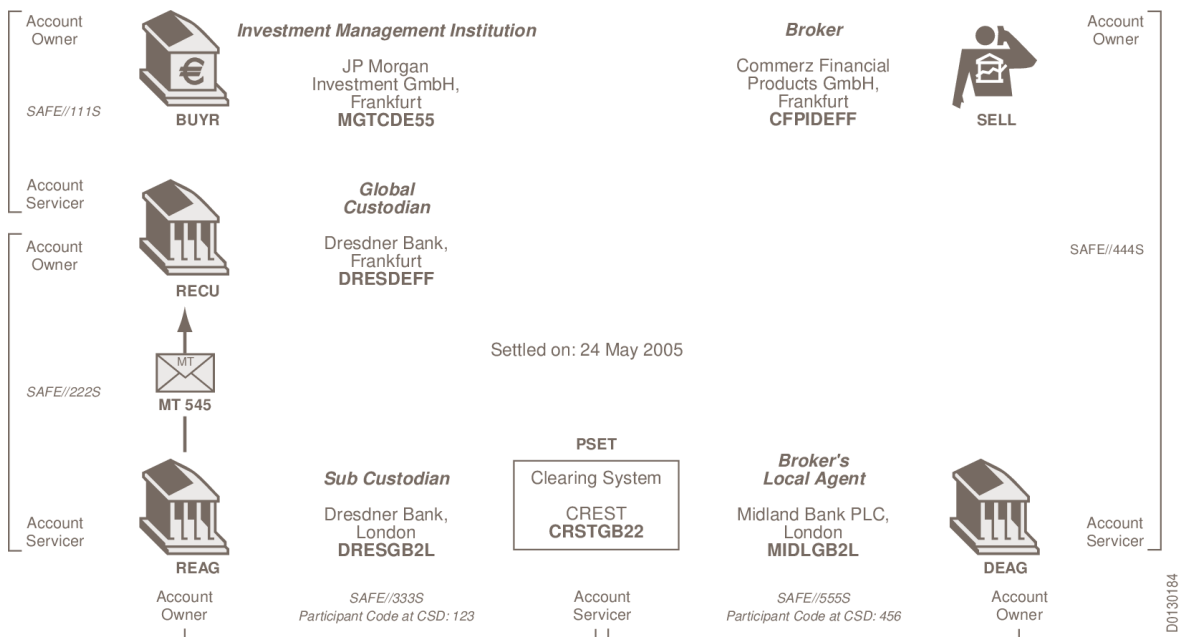 Account
Owner
Investment Management Institution
Broker
Account
Owner
JP Morgan
Investment GmbH,
Frankfurt
MGTCDE55
Commerz Financial
Products GmbH,
Frankfurt
CFPIDEFF
€
SAFE//111S
BUYR
SELL
Account
Servicer
Global
Custodian
Account
Owner
Dresdner Bank,
Frankfurt
DRESDEFF
SAFE//444S
RECU
Settled on: 24 May 2005
MT
SAFE//222S
MT 545
PSET
Sub Custodian
Clearing System
Broker's
Local Agent
Dresdner Bank,
London
DRESGB2L
CREST
CRSTGB22
Midland Bank PLC,
London
MIDLGB2L
Account
Servicer
Account
Servicer
REAG
DEAG
Account
Owner
SAFE//333S
Participant Code at CSD: 123
Account
Servicer
SAFE//555S
Participant Code at CSD: 456
Account
Owner
D0130184